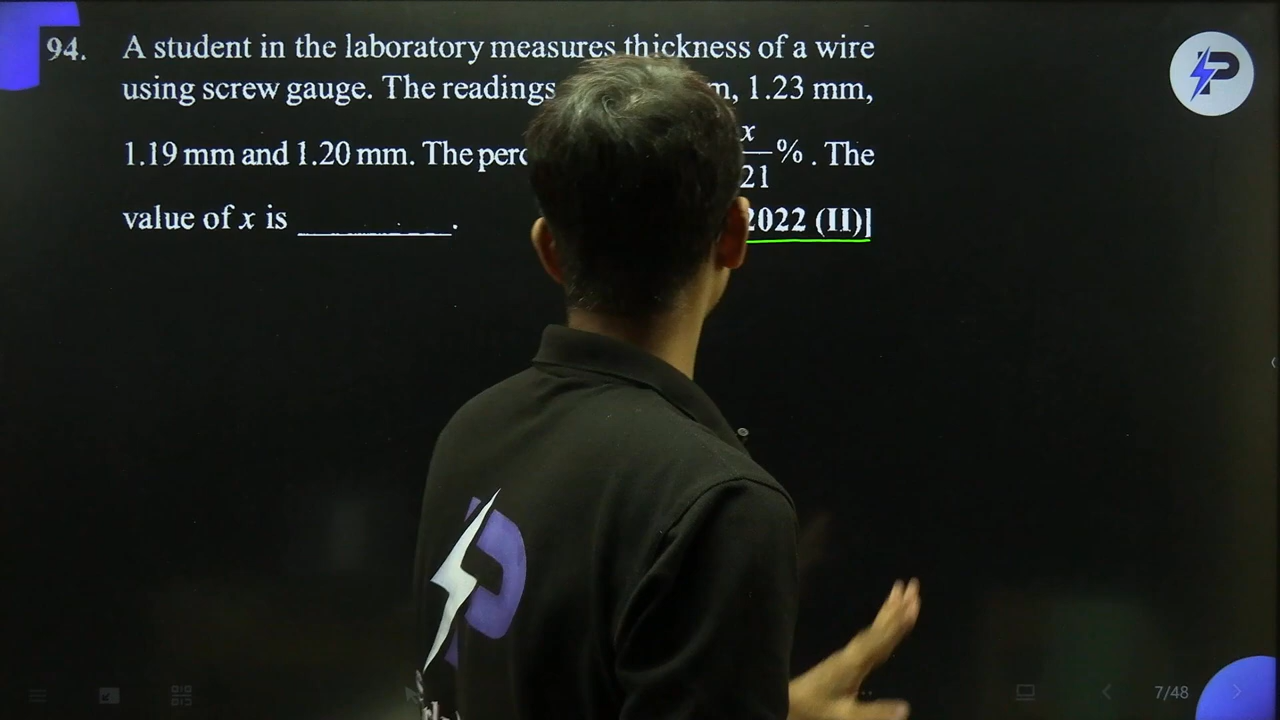 94. A student in the laboratory measures thickness of a wire
using screw gauge. The readings m, 1.23 mm,
1.19 mm and 1.20 mm. The x/21 % . The
value of x is ________.
2022 (II)]
7/48